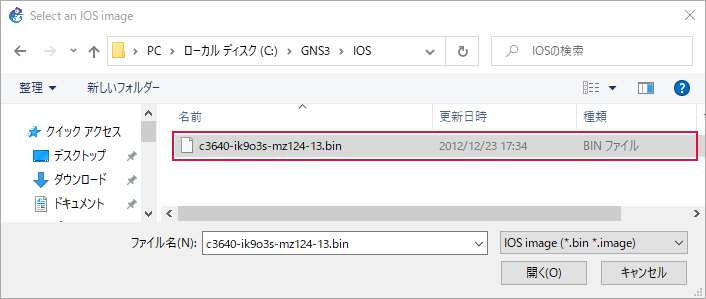 Select an IOS image
PC > ローカル ディスク (C:) > GNS3 > IOS
IOSの検索
整理 新しいフォルダー
名前 更新日時 種類
クイック アクセス
デスクトップ
ダウンロード
ドキュメント
c3640-ik9o3s-mz124-13.bin 2012/12/23 17:34 BIN ファイル
ファイル名(N): c3640-ik9o3s-mz124-13.bin IOS image (*.bin *.image)
開く(O) キャンセル